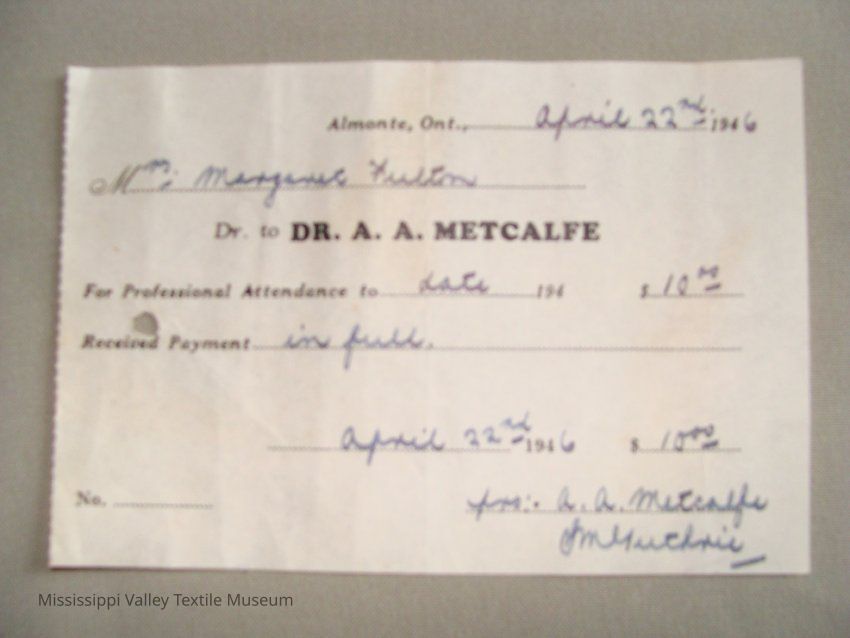 Almonte, Ont., April 22nd 1946
Mrs. Margaret Fulton
Dr. to DR. A. A. METCALFE
For Professional Attendance to date 194 $ 10.00
Received Payment in full.
April 22nd 1946 $ 10.00
No. per: A. A. Metcalfe
Guthrie
Mississippi Valley Textile Museum